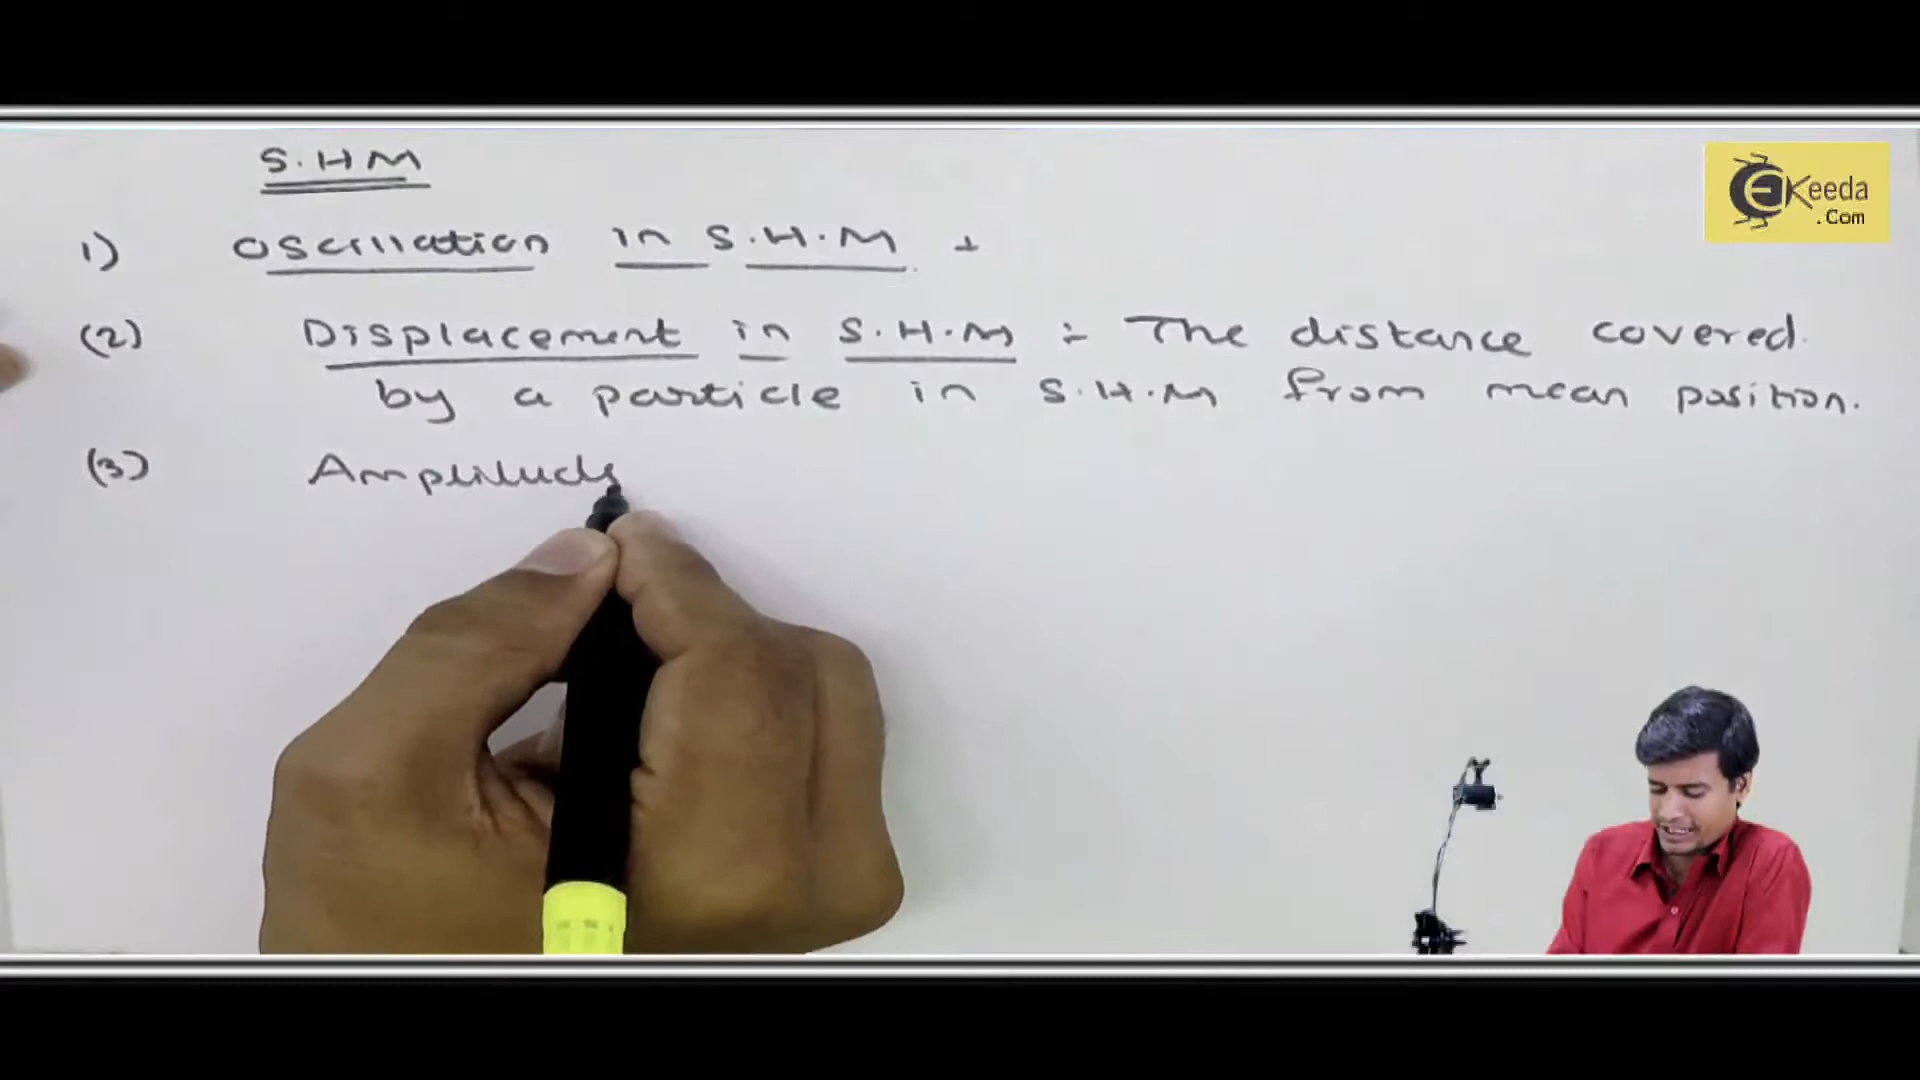 S.HM
EKeeda
.Com
1) Oscillation in S.H.M :
(2) Displacement in S.H.M :- The distance covered.
by a particle in S.H.M from mean position.
(3) Amplitude